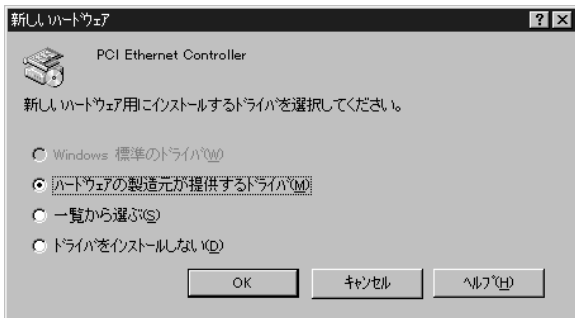 新しいハードウェア
PCI Ethernet Controller
新しいハードウェア用にインストールするドライバを選択してください。
Windows 標準のドライバ(W)
ハードウェアの製造元が提供するドライバ(M)
一覧から選ぶ(S)
ドライバをインストールしない(D)
OK キャンセル ヘルプ(H)